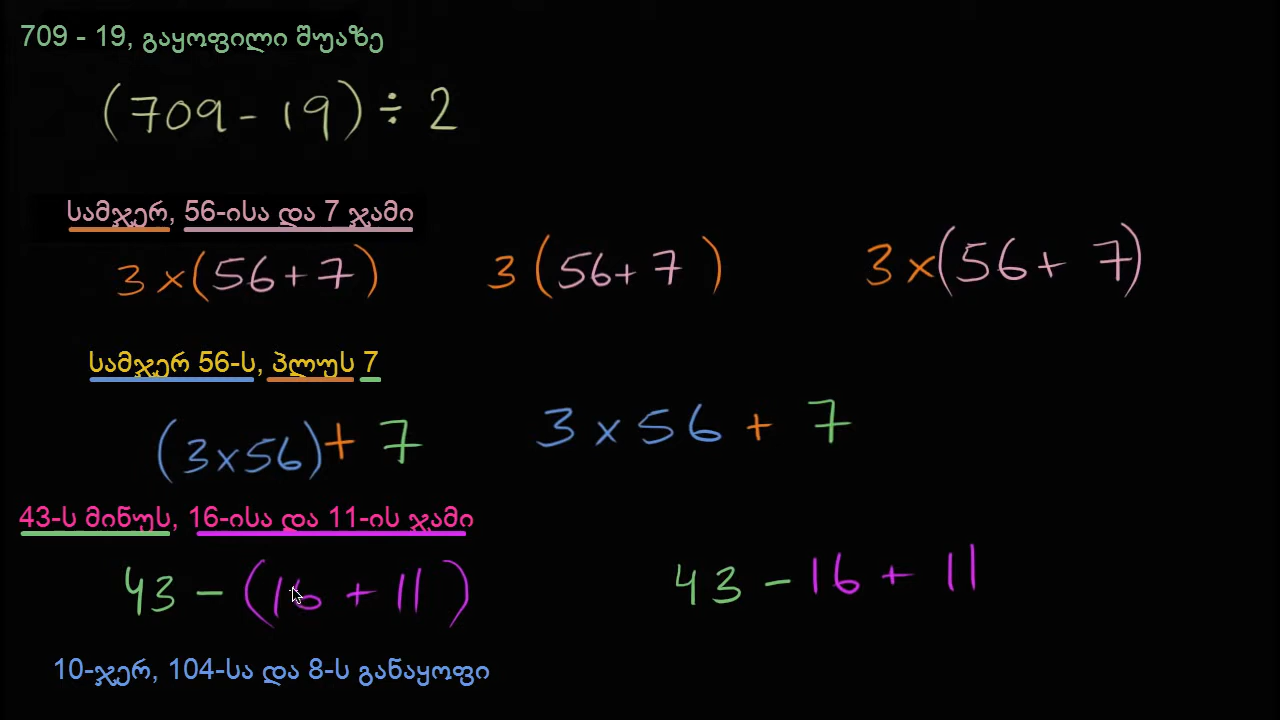 709 - 19, გაყოფილი შუაზე
(709 - 19) ÷ 2
სამჯერ, 56-ისა და 7 ჯამი
3 × (56 + 7) 3 (56 + 7) 3 × (56 + 7)
სამჯერ 56-ს, პლუს 7
(3 × 56) + 7 3 × 56 + 7
43-ს მინუს, 16-ისა და 11-ის ჯამი
43 - (16 + 11) 43 - 16 + 11
10-ჯერ, 104-სა და 8-ს განაყოფი